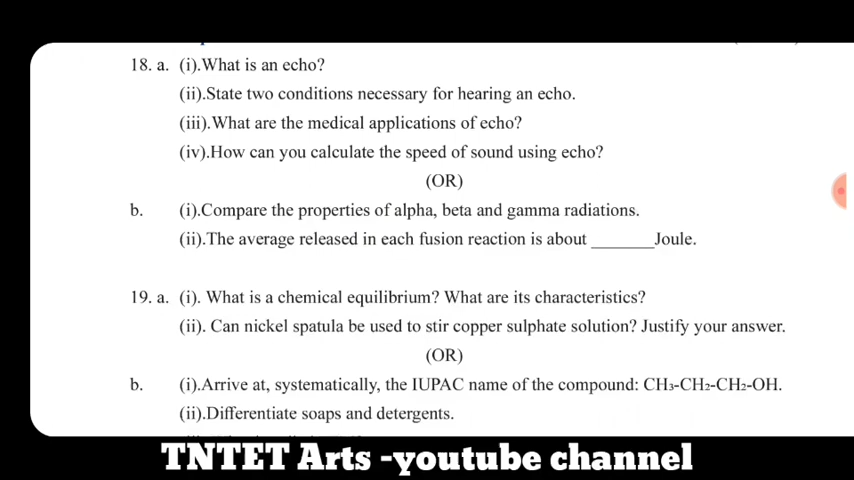 18. a. (i).What is an echo?
(ii).State two conditions necessary for hearing an echo.
(iii).What are the medical applications of echo?
(iv).How can you calculate the speed of sound using echo?
(OR)
b. (i).Compare the properties of alpha, beta and gamma radiations.
(ii).The average released in each fusion reaction is about _______Joule.
19. a. (i). What is a chemical equilibrium? What are its characteristics?
(ii). Can nickel spatula be used to stir copper sulphate solution? Justify your answer.
(OR)
b. (i).Arrive at, systematically, the IUPAC name of the compound: CH₃-CH₂-CH₂-OH.
(ii).Differentiate soaps and detergents.
TNTET Arts -youtube channel